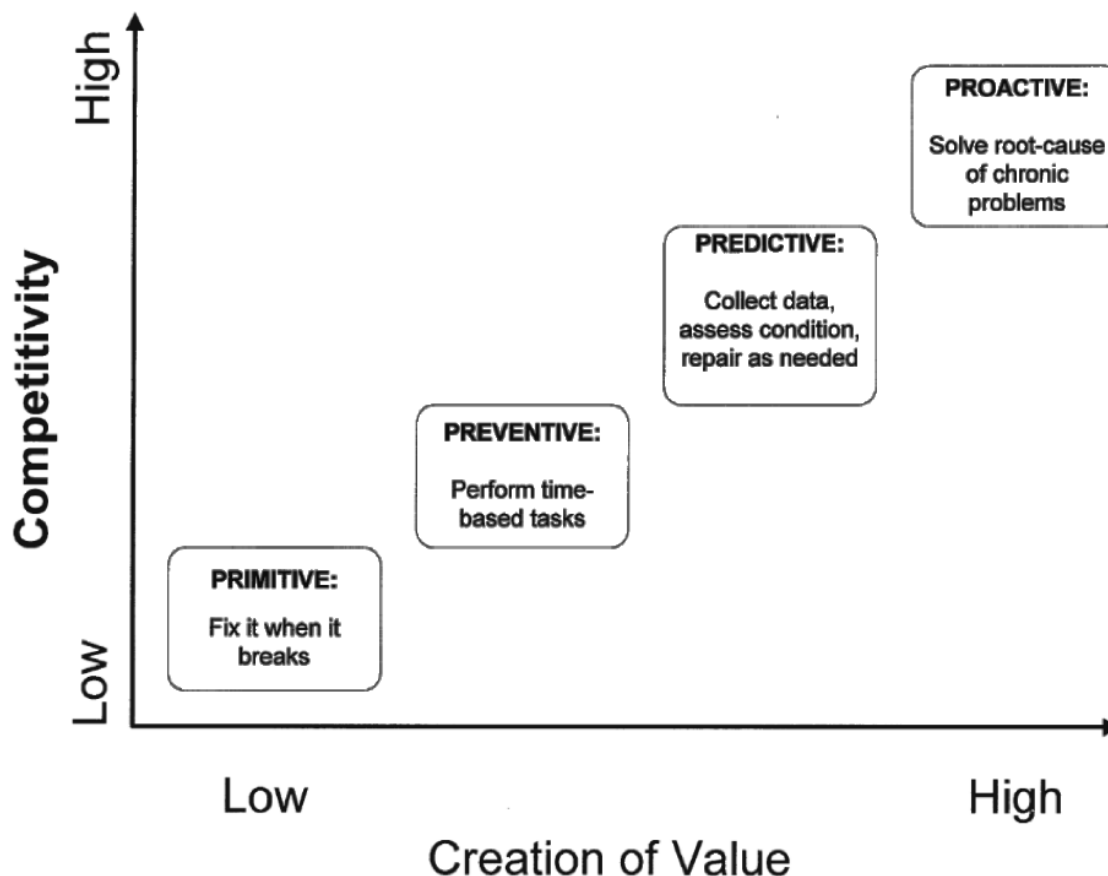 High
PROACTIVE:
Solve root-cause
of chronic
problems
PREDICTIVE:
Collect data,
assess condition,
repair as needed
Competitivity
PREVENTIVE:
Perform time-
based tasks
PRIMITIVE:
Fix it when it
breaks
Low
Low
High
Creation of Value